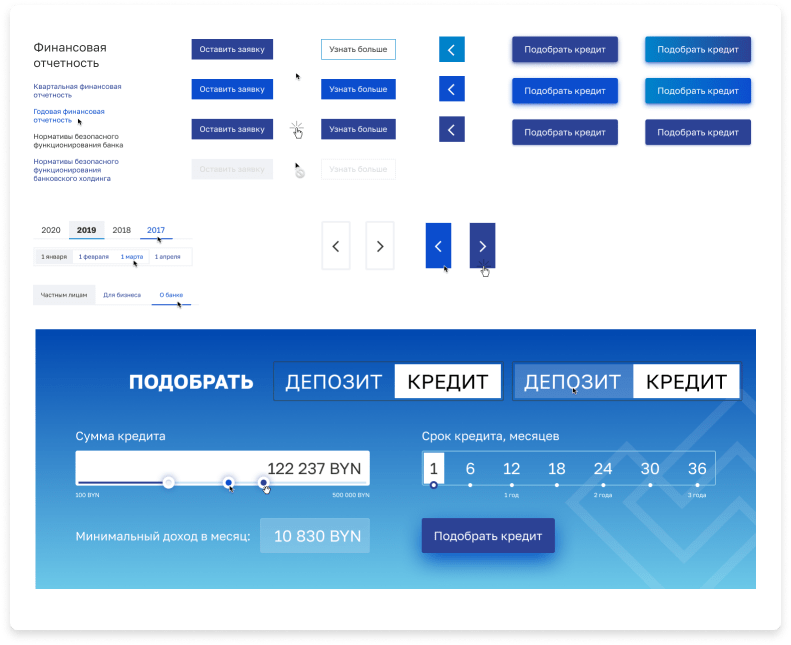 Финансовая
отчетность
Квартальная финансовая
отчетность
Годовая финансовая
отчетность
Нормативы безопасного
функционирования банка
Нормативы безопасного
функционирования
банковского холдинга
Оставить заявку
Узнать больше
Подобрать кредит
Подобрать кредит
Оставить заявку
Узнать больше
Подобрать кредит
Подобрать кредит
Оставить заявку
Узнать больше
Подобрать кредит
Подобрать кредит
Оставить заявку
Узнать больше
2020 2019 2018 2017
1 января 1 февраля 1 марта 1 апреля
Частным лицам Для бизнеса О банке
ПОДОБРАТЬ ДЕПОЗИТ КРЕДИТ ДЕПОЗИТ КРЕДИТ
Сумма кредита
122 237 BYN
100 BYN 500 000 BYN
Минимальный доход в месяц: 10 830 BYN
Срок кредита, месяцев
1 6 12 18 24 30 36
1 год 2 года 3 года
Подобрать кредит